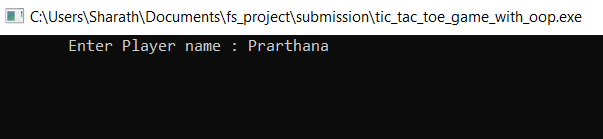 C:\Users\Sharath\Documents\fs_project\submission\tic_tac_toe_game_with_oop.exe
Enter Player name : Prarthana